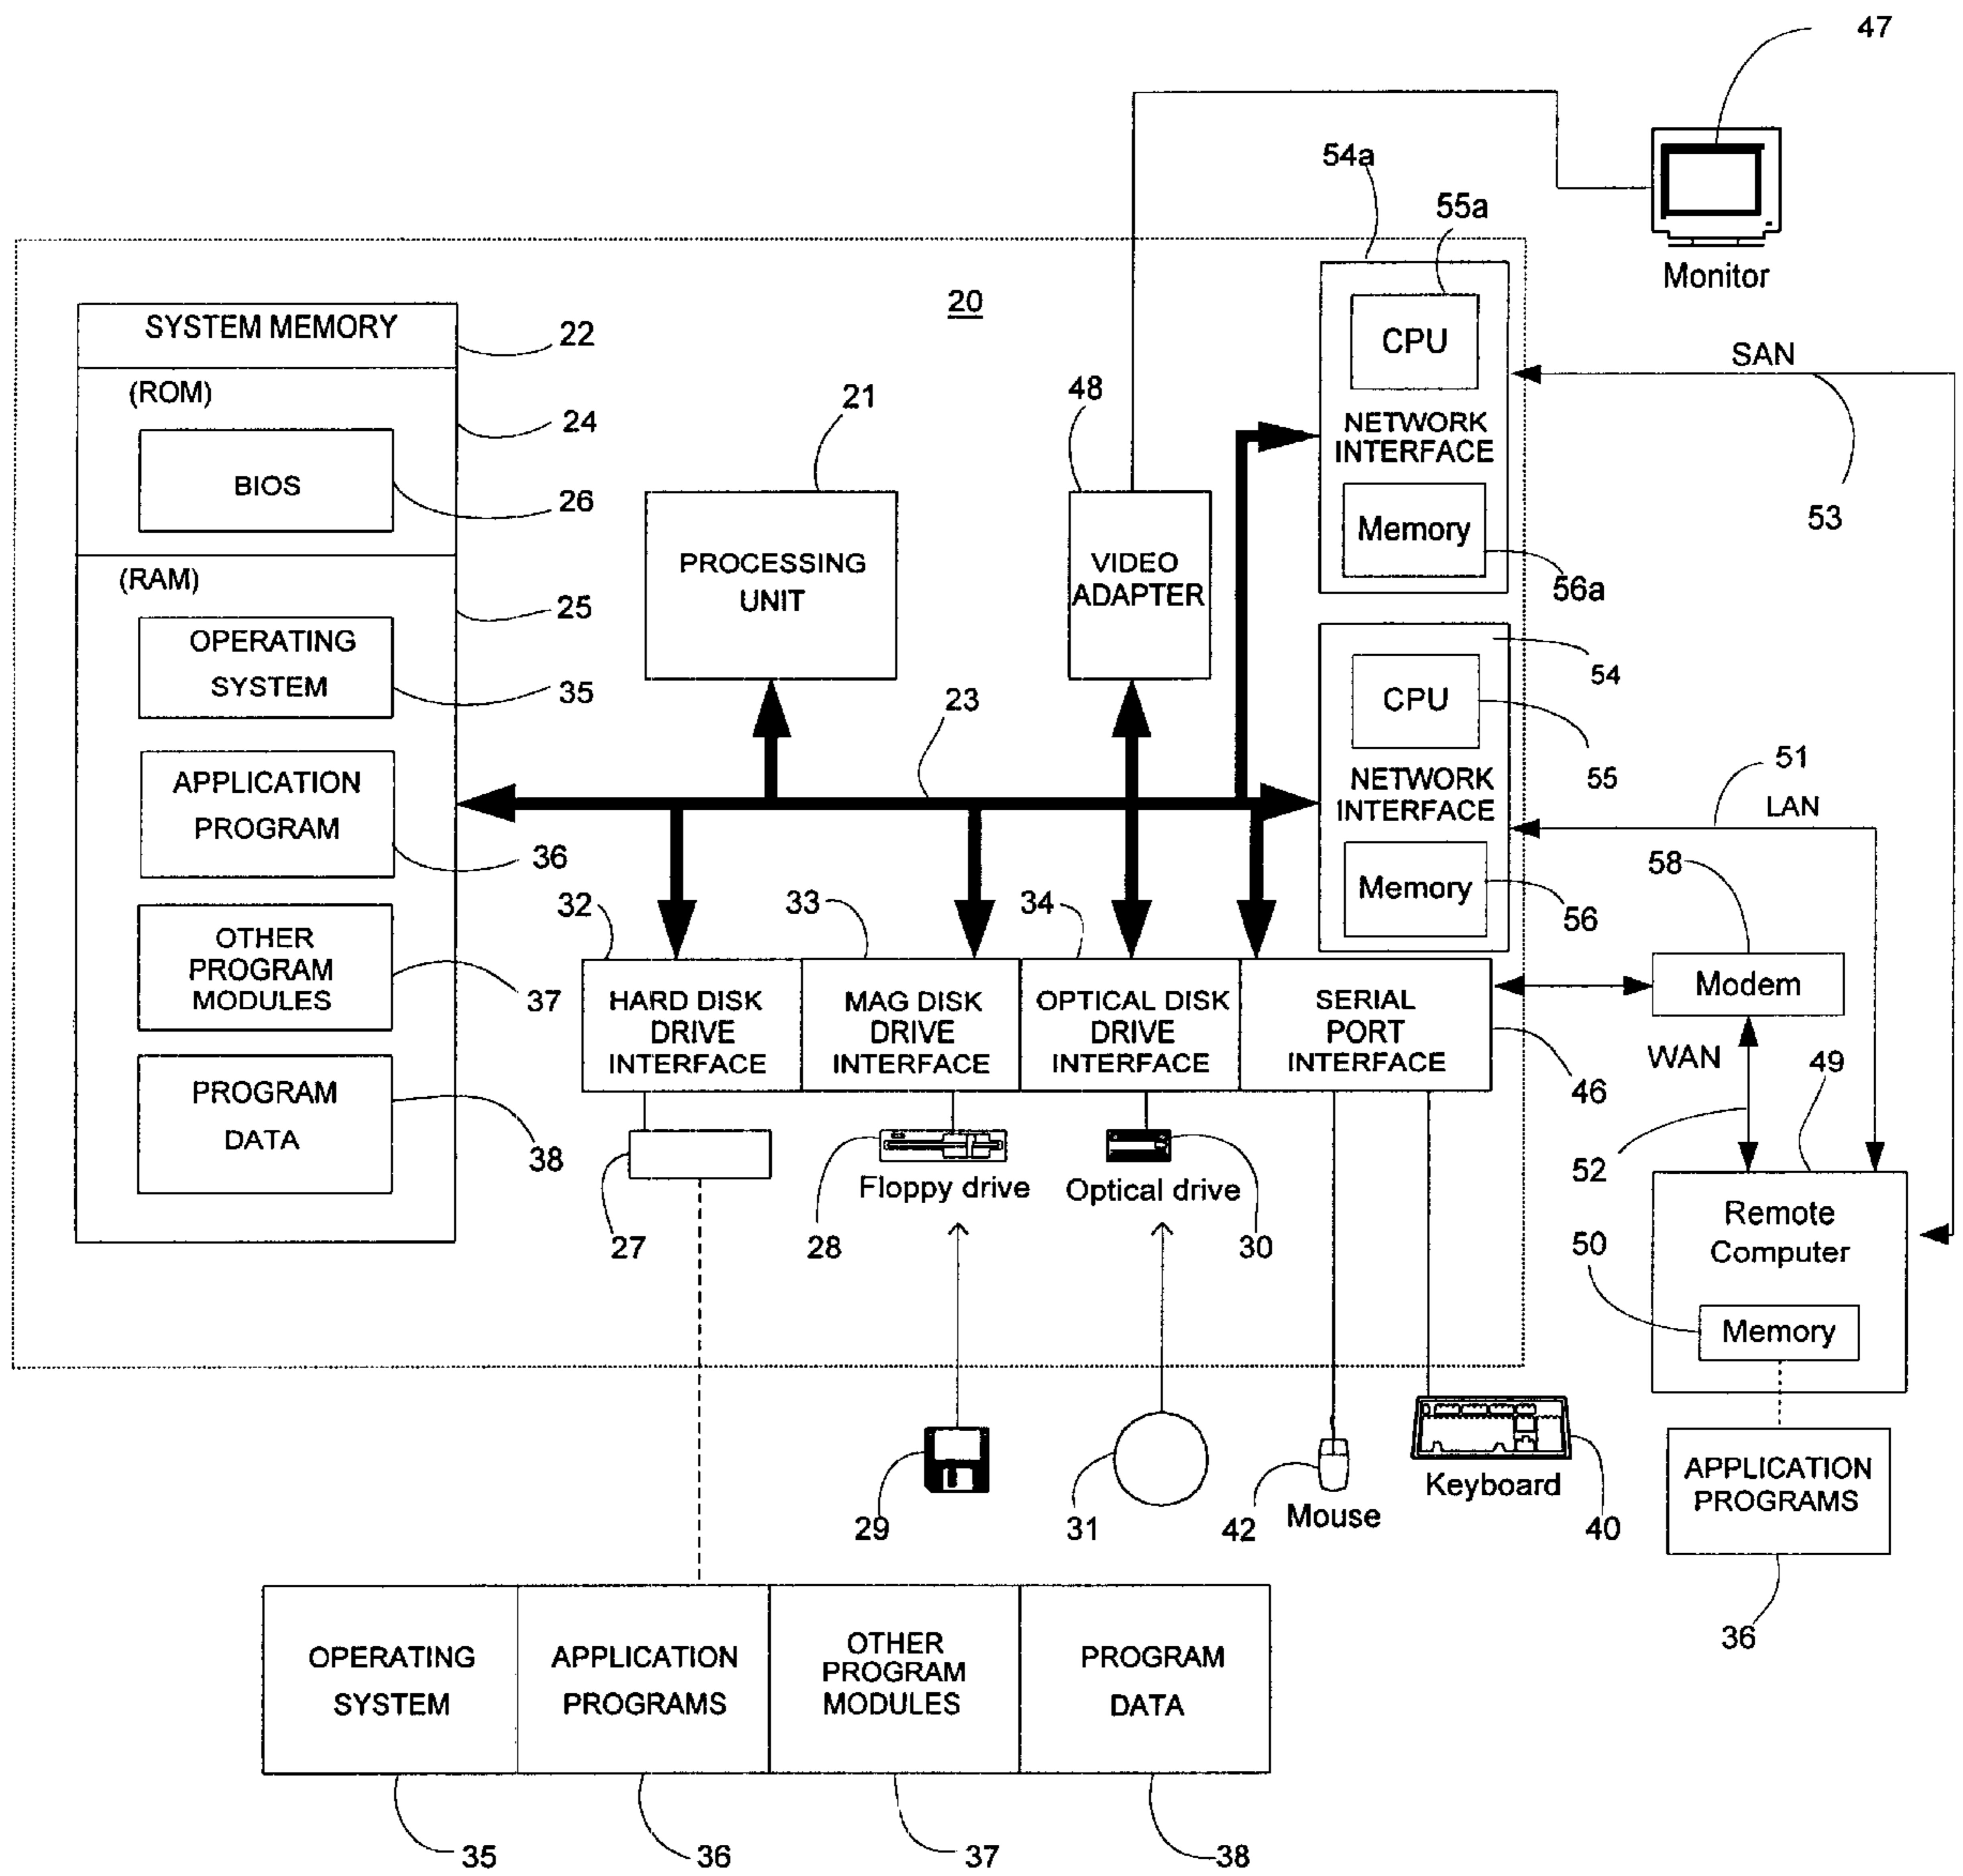 47
54a
55a
Monitor
20
SYSTEM MEMORY
22
(ROM)
24
BIOS
26
(RAM)
25
OPERATING
SYSTEM
35
APPLICATION
PROGRAM
36
OTHER
PROGRAM
MODULES
37
PROGRAM
DATA
38
21
PROCESSING
UNIT
48
VIDEO
ADAPTER
23
CPU
NETWORK
INTERFACE
Memory
56a
SAN
53
54
CPU
55
NETWORK
INTERFACE
Memory
56
51
LAN
58
Modem
WAN
49
52
32
33
34
HARD DISK
DRIVE
INTERFACE
MAG DISK
DRIVE
INTERFACE
OPTICAL DISK
DRIVE
INTERFACE
SERIAL
PORT
INTERFACE
46
27
Floppy drive
28
Optical drive
30
Remote
Computer
50
Memory
29
31
42
Mouse
Keyboard
40
APPLICATION
PROGRAMS
36
OPERATING
SYSTEM
APPLICATION
PROGRAMS
OTHER
PROGRAM
MODULES
PROGRAM
DATA
35
36
37
38